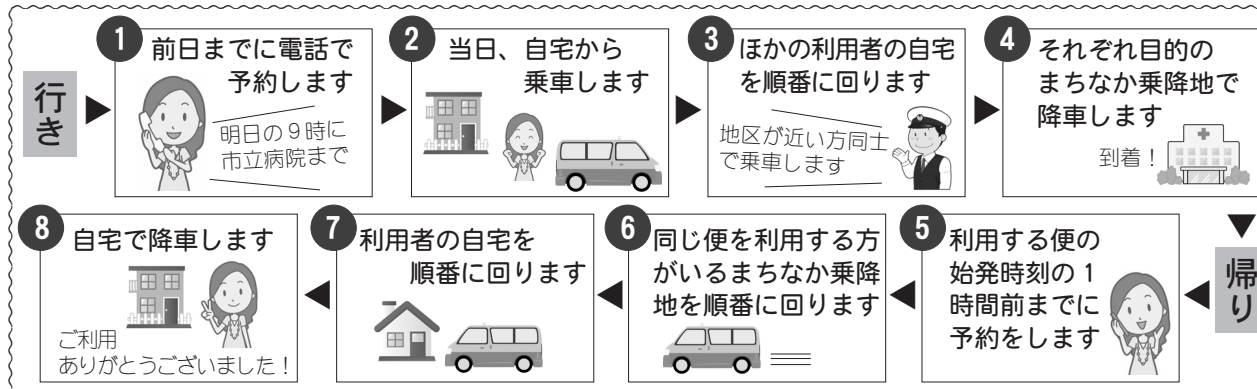 行き
1
前日までに電話で
予約します
明日の９時に
市立病院まで
2
当日、自宅から
乗車します
3
ほかの利用者の自宅
を順番に回ります
地区が近い方同士
で乗車します
4
それぞれ目的の
まちなか乗降地で
降車します
到着！
帰り
5
利用する便の
始発時刻の１
時間前までに
予約をします
6
同じ便を利用する方
がいるまちなか乗降
地を順番に回ります
7
利用者の自宅を
順番に回ります
8
自宅で降車します
ご利用
ありがとうございました！